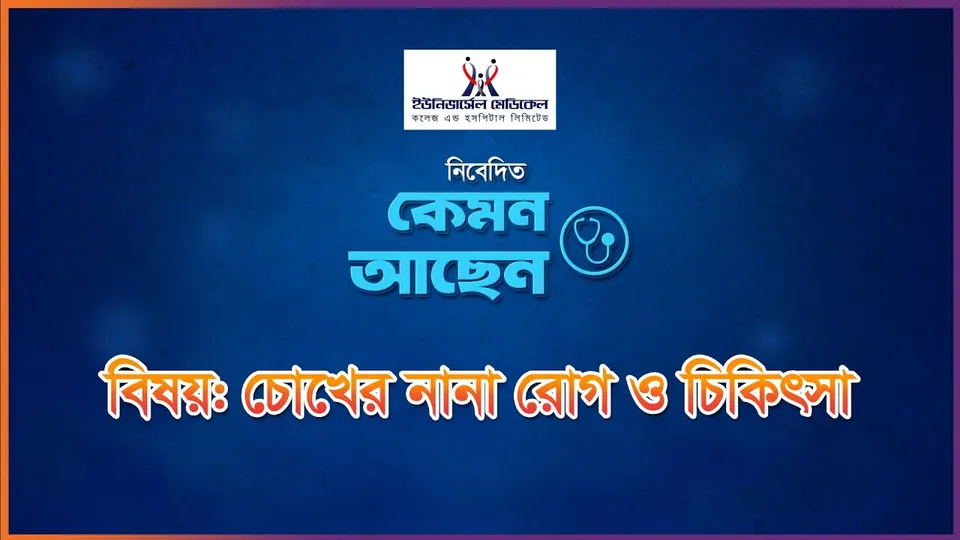 ইউনিভার্সেল মেডিকেল
কলেজ এন্ড হসপিটাল লিমিটেড
নিবেদিত
কেমন
আছেন
বিষয়ঃ চোখের নানা রোগ ও চিকিৎসা